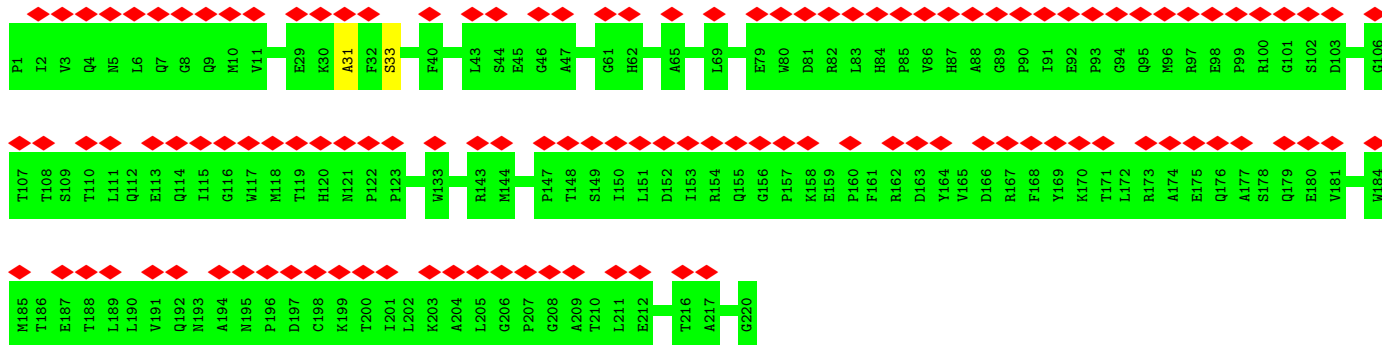 P1 I2 V3 Q4 N5 L6 Q7 G8 Q9 M10 V11 E29 K30 A31 F32 S33 F40 L43 S44 E45 G46 A47 G61 H62 A65 L69 E79 W80 D81 R82 L83 H84 P85 V86 H87 A88 G89 P90 I91 E92 P93 G94 Q95 M96 R97 E98 P99 R100 G101 S102 D103 G106
T107 T108 S109 T110 L111 Q112 E113 Q114 I115 G116 W117 M118 T119 H120 N121 P122 P123 W133 R143 M144 P147 T148 S149 I150 L151 D152 I153 R154 Q155 G156 P157 K158 E159 P160 F161 R162 D163 Y164 V165 D166 R167 F168 Y169 K170 T171 L172 R173 A174 E175 Q176 A177 S178 Q179 E180 V181 W184
M185 T186 E187 T188 L189 L190 V191 Q192 N193 A194 N195 P196 D197 C198 K199 T200 I201 L202 K203 A204 L205 G206 P207 G208 A209 T210 L211 E212 T216 A217 G220